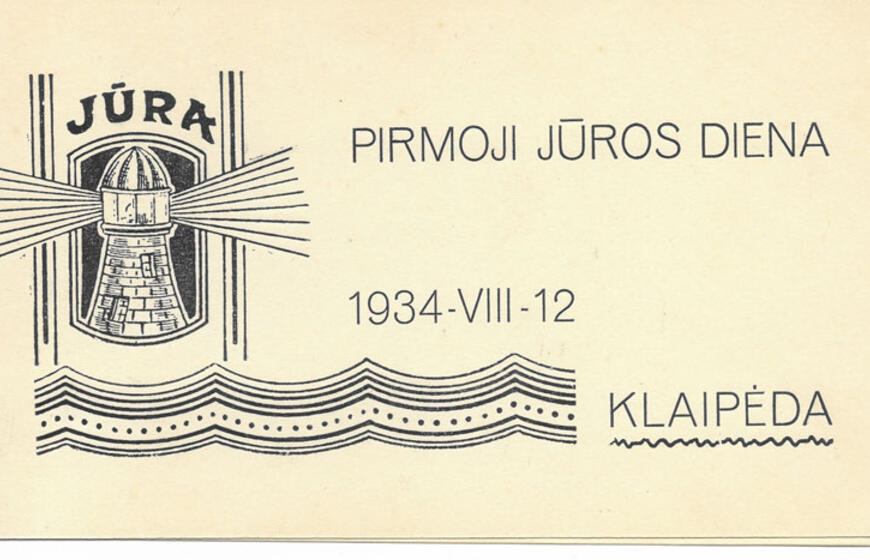 JŪRA
PIRMOJI JŪROS DIENA
1934-VIII-12
KLAIPĖDA